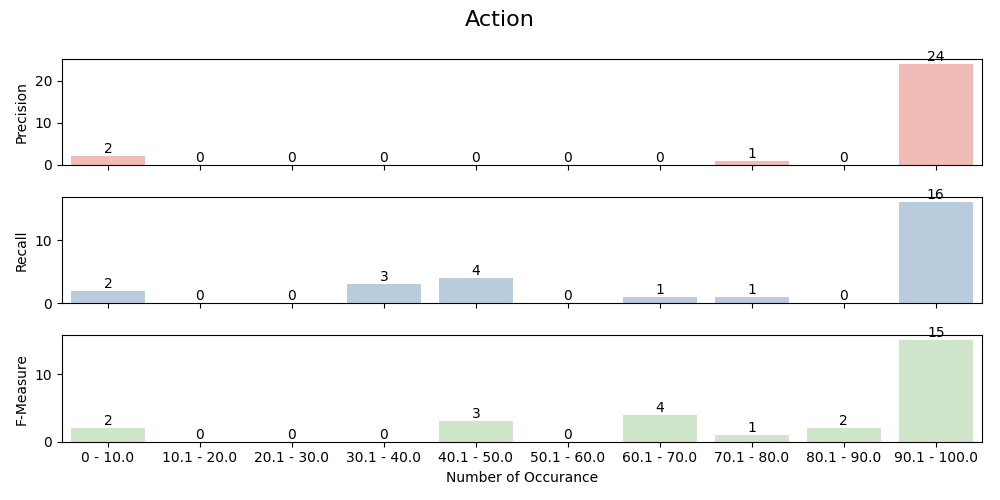 Action
Precision
20
10
0
2 0 0 0 0 0 0 1 0 24
Recall
10
0
2 0 0 3 4 0 1 1 0 16
F-Measure
10
0
2 0 0 0 3 0 4 1 2 15
0 - 10.0 10.1 - 20.0 20.1 - 30.0 30.1 - 40.0 40.1 - 50.0 50.1 - 60.0 60.1 - 70.0 70.1 - 80.0 80.1 - 90.0 90.1 - 100.0
Number of Occurance